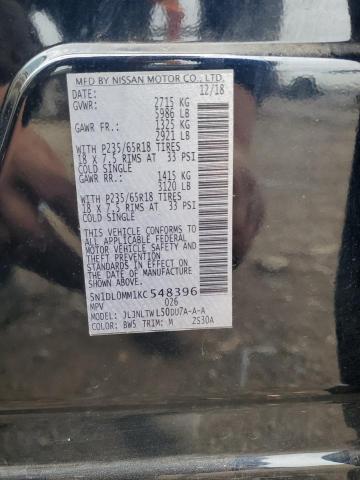 MFD BY NISSAN MOTOR CO., LTD.
DATE: 12/18
GVWR: 2715 KG
5986 LB
GAWR FR.: 1325 KG
2921 LB
WITH P235/65R18 TIRES
18 X 7.5 RIMS AT 33 PSI
COLD SINGLE
GAWR RR.: 1415 KG
3120 LB
WITH P235/65R18 TIRES
18 X 7.5 RIMS AT 33 PSI
COLD SINGLE
THIS VEHICLE CONFORMS TO
ALL APPLICABLE FEDERAL
MOTOR VEHICLE SAFETY AND
THEFT PREVENTION STANDARDS
IN EFFECT ON THE DATE OF
MANUFACTURE SHOWN ABOVE.
5N1DL0MM1KC548396
MPV 026
MODEL: JLJNLTWL50DU7A-A-A
COLOR: BW5 TRIM: M ZS30A